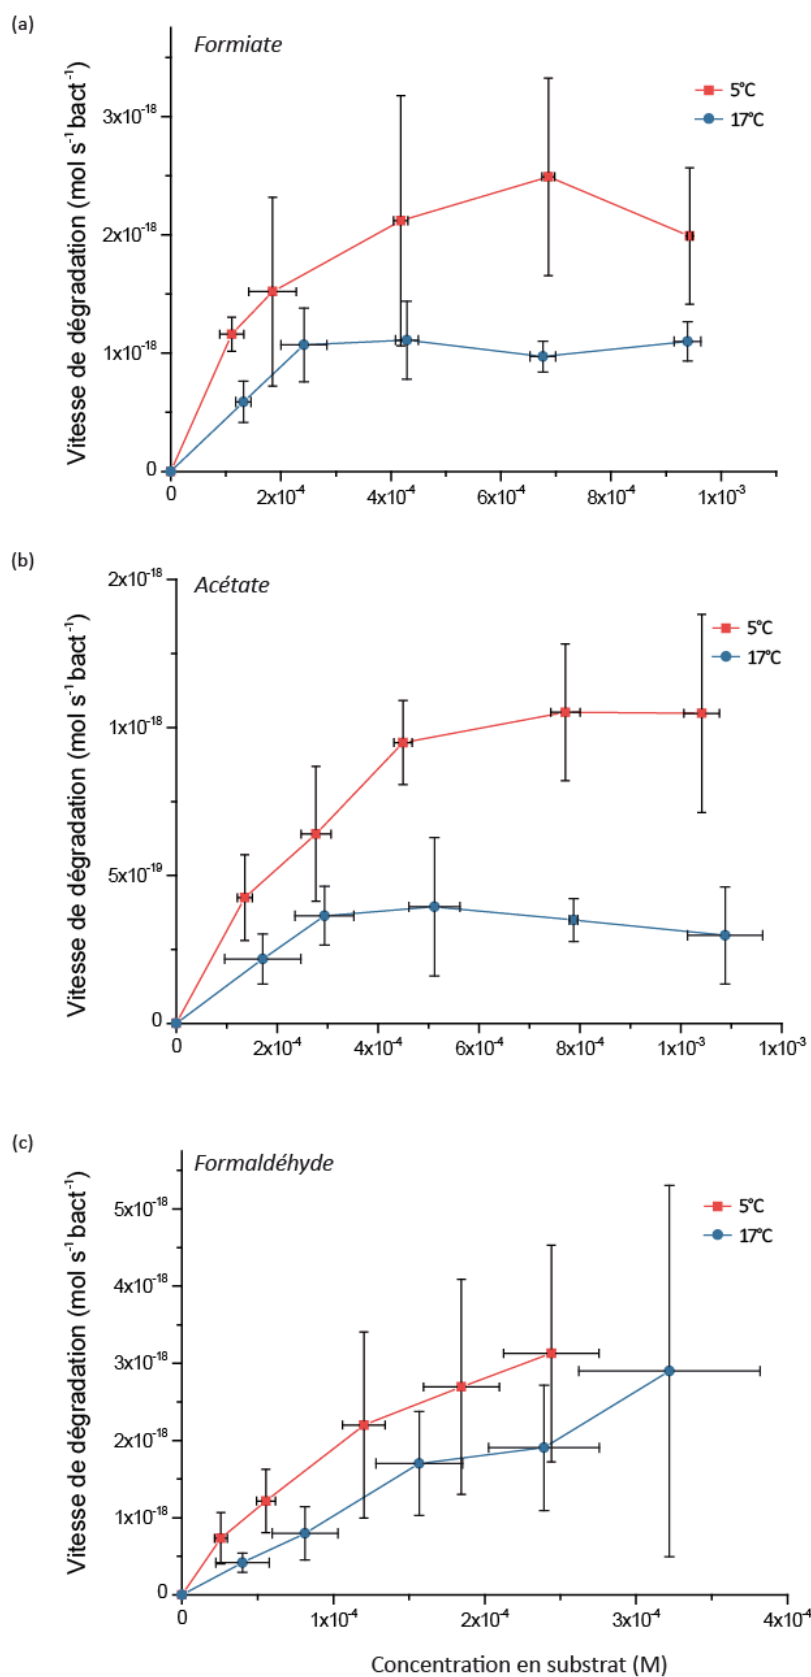 (a)
Formiate
Vitesse de dégradation (mol s⁻¹ bact⁻¹)
5°C
17°C
3x10⁻¹⁸
2x10⁻¹⁸
1x10⁻¹⁸
0
0 2x10⁻⁴ 4x10⁻⁴ 6x10⁻⁴ 8x10⁻⁴ 1x10⁻³
(b)
Acétate
Vitesse de dégradation (mol s⁻¹ bact⁻¹)
5°C
17°C
2x10⁻¹⁸
1x10⁻¹⁸
5x10⁻¹⁹
0
0 2x10⁻⁴ 4x10⁻⁴ 6x10⁻⁴ 8x10⁻⁴ 1x10⁻³ 1x10⁻³
(c)
Formaldéhyde
Vitesse de dégradation (mol s⁻¹ bact⁻¹)
5°C
17°C
5x10⁻¹⁸
4x10⁻¹⁸
3x10⁻¹⁸
2x10⁻¹⁸
1x10⁻¹⁸
0
0 1x10⁻⁴ 2x10⁻⁴ 3x10⁻⁴ 4x10⁻⁴
Concentration en substrat (M)